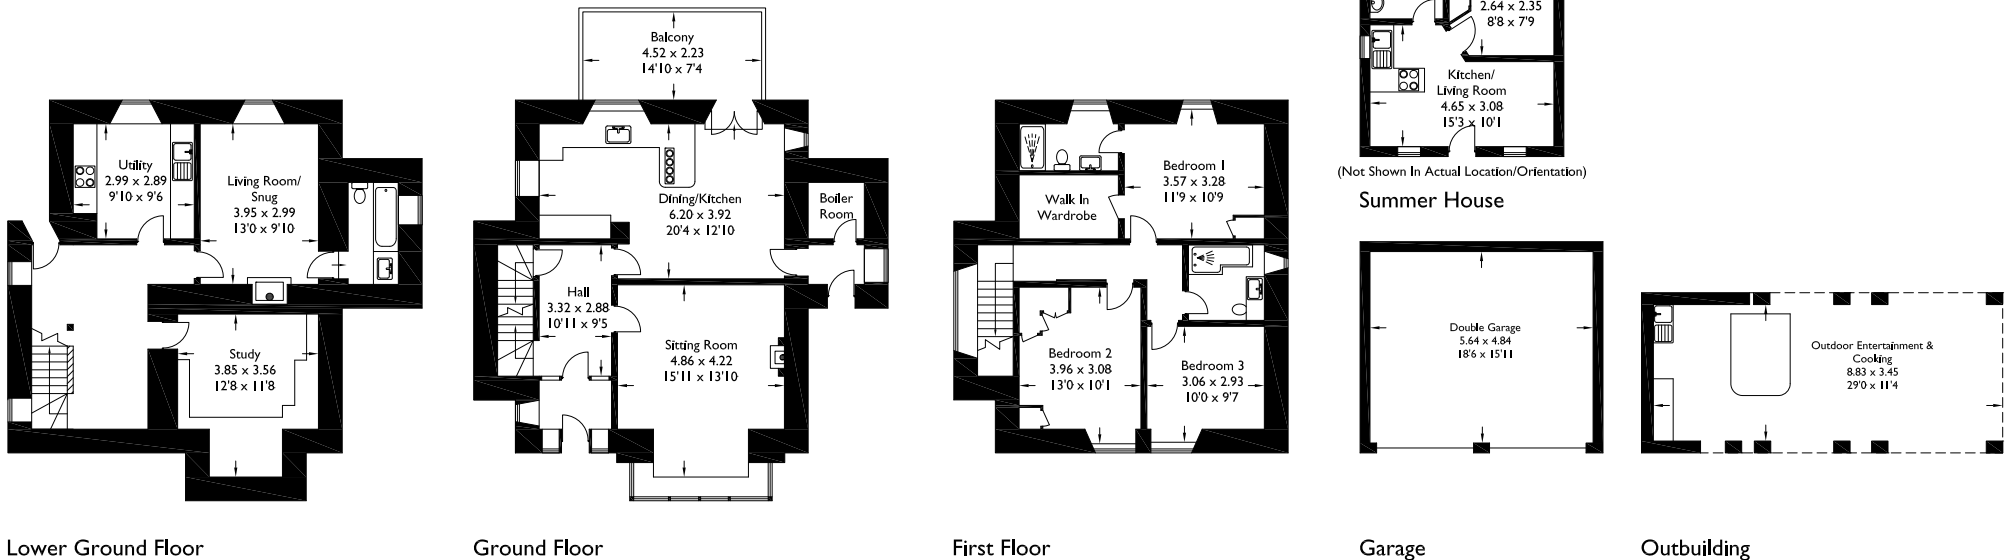 Utility
2.99 x 2.89
9'10 x 9'6
Living Room/
Snug
3.95 x 2.99
13'0 x 9'10
Study
3.85 x 3.56
12'8 x 11'8
Lower Ground Floor
Balcony
4.52 x 2.23
14'10 x 7'4
Dining/Kitchen
6.20 x 3.92
20'4 x 12'10
Boiler
Room
Hall
3.32 x 2.88
10'11 x 9'5
Sitting Room
4.86 x 4.22
15'11 x 13'10
Ground Floor
Bedroom 1
3.57 x 3.28
11'9 x 10'9
Walk In
Wardrobe
Bedroom 2
3.96 x 3.08
13'0 x 10'1
Bedroom 3
3.06 x 2.93
10'0 x 9'7
First Floor
2.64 x 2.35
8'8 x 7'9
Kitchen/
Living Room
4.65 x 3.08
15'3 x 10'1
(Not Shown In Actual Location/Orientation)
Summer House
Double Garage
5.64 x 4.84
18'6 x 15'11
Garage
Outdoor Entertainment &
Cooking
8.83 x 3.45
29'0 x 11'4
Outbuilding